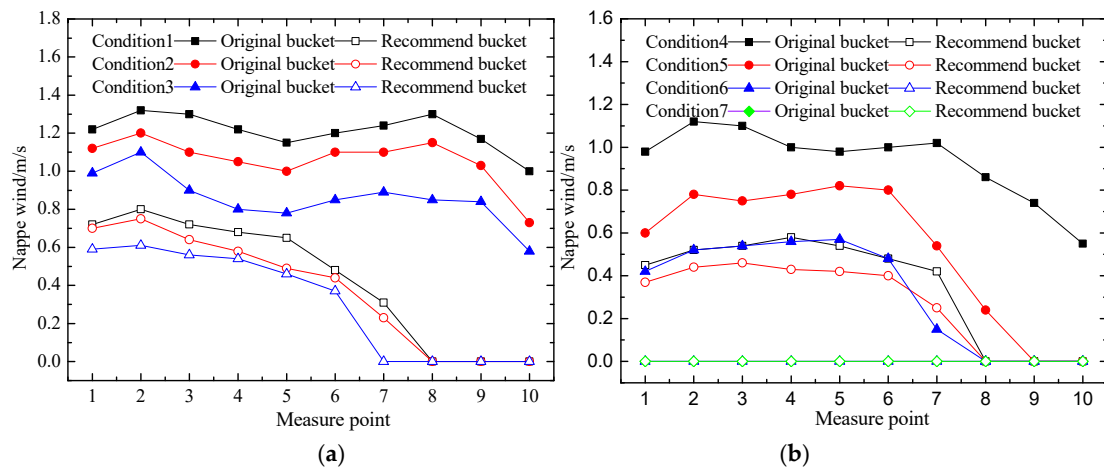 Condition1 Original bucket Recommend bucket
Condition2 Original bucket Recommend bucket
Condition3 Original bucket Recommend bucket
1.8
1.6
1.4
1.2
1.0
0.8
0.6
0.4
0.2
0.0
Nappe wind/m/s
1 2 3 4 5 6 7 8 9 10
Measure point
(a)
Condition4 Original bucket Recommend bucket
Condition5 Original bucket Recommend bucket
Condition6 Original bucket Recommend bucket
Condition7 Original bucket Recommend bucket
1.6
1.4
1.2
1.0
0.8
0.6
0.4
0.2
0.0
Nappe wind/m/s
1 2 3 4 5 6 7 8 9 10
Measure point
(b)